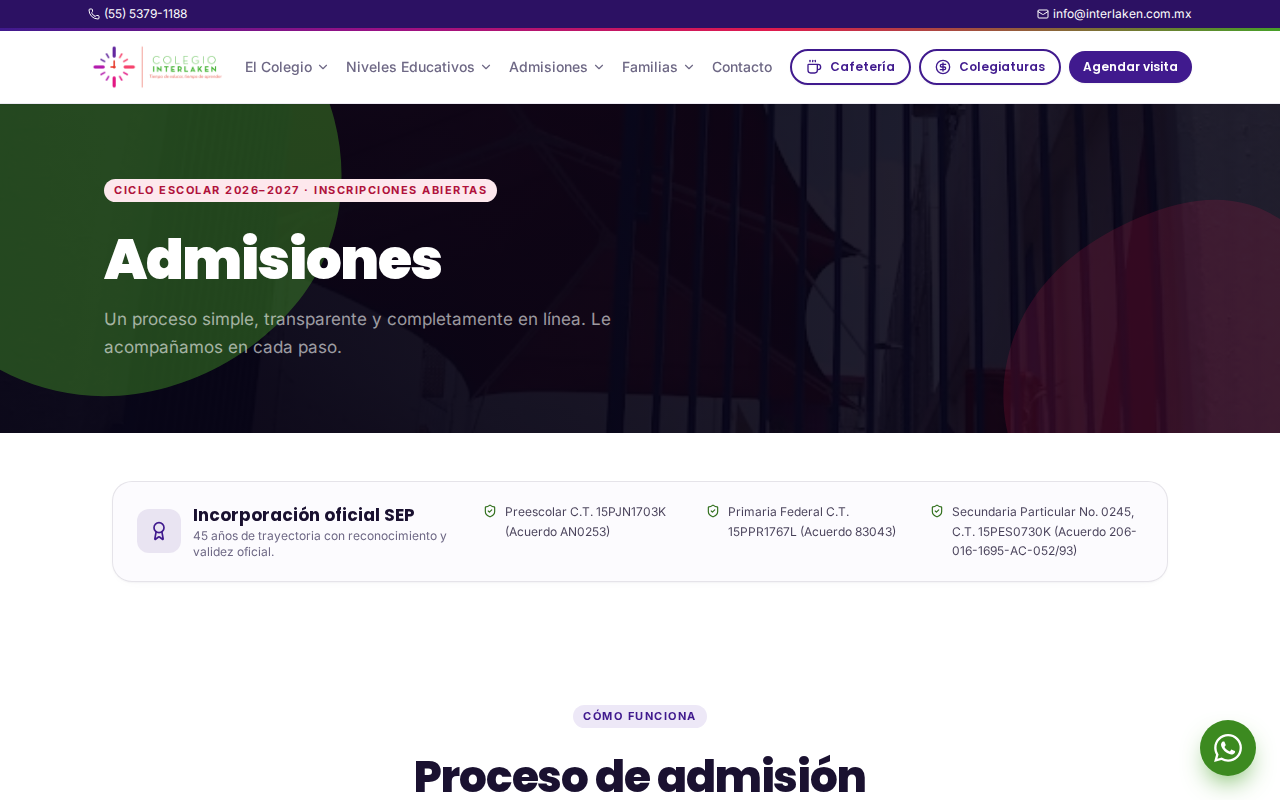 (55) 5379-1188
info@interlaken.com.mx
COLEGIO
INTERLAKEN
El Colegio
Niveles Educativos
Admisiones
Familias
Contacto
Cafetería
Colegiaturas
Agendar visita
CICLO ESCOLAR 2026–2027 · INSCRIPCIONES ABIERTAS
Admisiones
Un proceso simple, transparente y completamente en línea. Le
acompañamos en cada paso.
Incorporación oficial SEP
45 años de trayectoria con reconocimiento y
validez oficial.
Preescolar C.T. 15PJN1703K
(Acuerdo AN0253)
Primaria Federal C.T.
15PPR1767L (Acuerdo 83043)
Secundaria Particular No. 0245,
C.T. 15PES0730K (Acuerdo 206-
016-1695-AC-052/93)
CÓMO FUNCIONA
Proceso de admisión